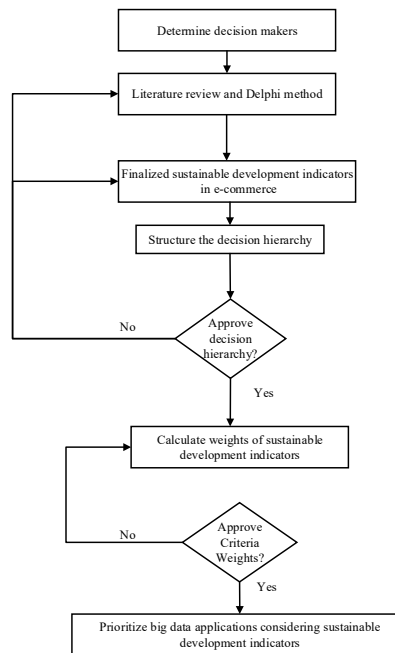 Determine decision makers
Literature review and Delphi method
Finalized sustainable development indicators
in e-commerce
Structure the decision hierarchy
Approve
decision
hierarchy?
No
Yes
Calculate weights of sustainable
development indicators
Approve
Criteria
Weights?
No
Yes
Prioritize big data applications considering sustainable
development indicators